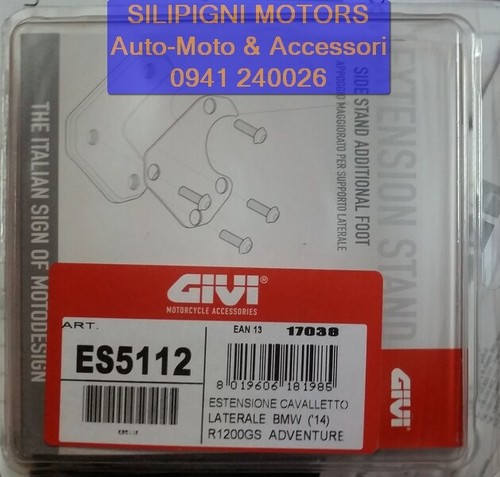 SILIPIGNI MOTORS
Auto-Moto & Accessori
0941 240026
EXTENSION STAND
SIDE STAND ADDITIONAL FOOT
APPOGGIO MAGGIORATO PER SUPPORTO LATERALE
THE ITALIAN SIGN OF MOTODESIGN
GIVI®
MOTORCYCLE ACCESSORIES
ART.
ES5112
EAN 13
17038
8 019606 181985
ESTENSIONE CAVALLETTO
LATERALE BMW ('14)
R1200GS ADVENTURE
GIVI